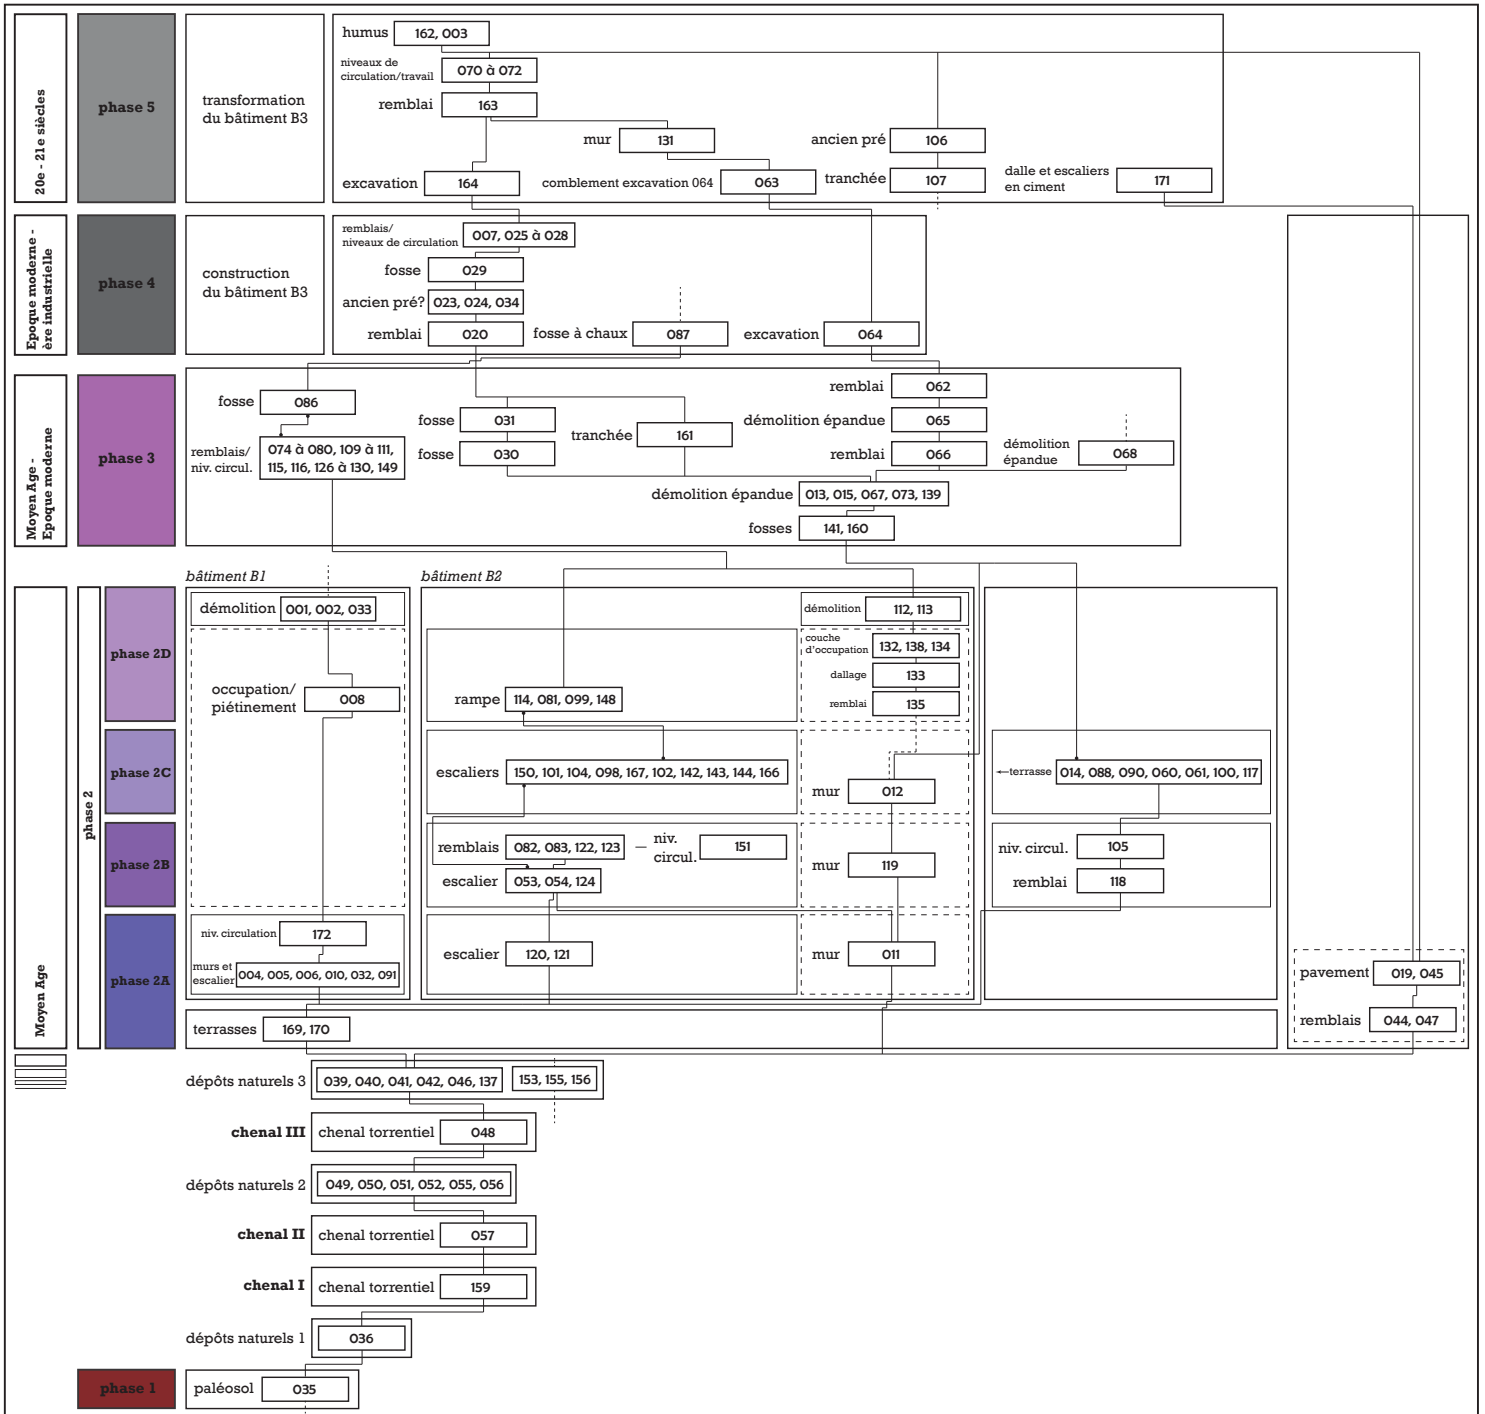 20e - 21e siècles
phase 5
transformation
du bâtiment B3
humus
162, 003
niveaux de
circulation/travail
070 à 072
remblai
163
mur
131
ancien pré
106
excavation
164
comblement excavation 064
063
tranchée
107
dalle et escaliers
en ciment
171
Epoque moderne -
ère industrielle
phase 4
construction
du bâtiment B3
remblais/
niveaux de circulation
007, 025 à 028
fosse
029
ancien pré?
023, 024, 034
remblai
020
fosse à chaux
087
excavation
064
Moyen Age -
Epoque moderne
phase 3
fosse
086
remblais/
niv. circul.
074 à 080, 109 à 111,
115, 116, 126 à 130, 149
fosse
031
fosse
030
tranchée
161
remblai
062
démolition épandue
065
remblai
066
démolition
épandue
068
démolition épandue
013, 015, 067, 073, 139
fosses
141, 160
Moyen Age
phase 2
bâtiment B1
bâtiment B2
phase 2D
démolition
001, 002, 033
occupation/
piétinement
008
rampe
114, 081, 099, 148
démolition
112, 113
couche
d'occupation
132, 138, 134
dallage
133
remblai
135
phase 2C
escaliers
150, 101, 104, 098, 167, 102, 142, 143, 144, 166
mur
012
terrasse
014, 088, 090, 060, 061, 100, 117
phase 2B
remblais
082, 083, 122, 123
niv.
circul.
151
escalier
053, 054, 124
mur
119
niv. circul.
105
remblai
118
phase 2A
niv. circulation
172
murs et
escalier
004, 005, 006, 010, 032, 091
escalier
120, 121
mur
011
pavement
019, 045
remblais
044, 047
terrasses
169, 170
dépôts naturels 3
039, 040, 041, 042, 046, 137
153, 155, 156
chenal III
chenal torrentiel
048
dépôts naturels 2
049, 050, 051, 052, 055, 056
chenal II
chenal torrentiel
057
chenal I
chenal torrentiel
159
dépôts naturels 1
036
phase 1
paléosol
035